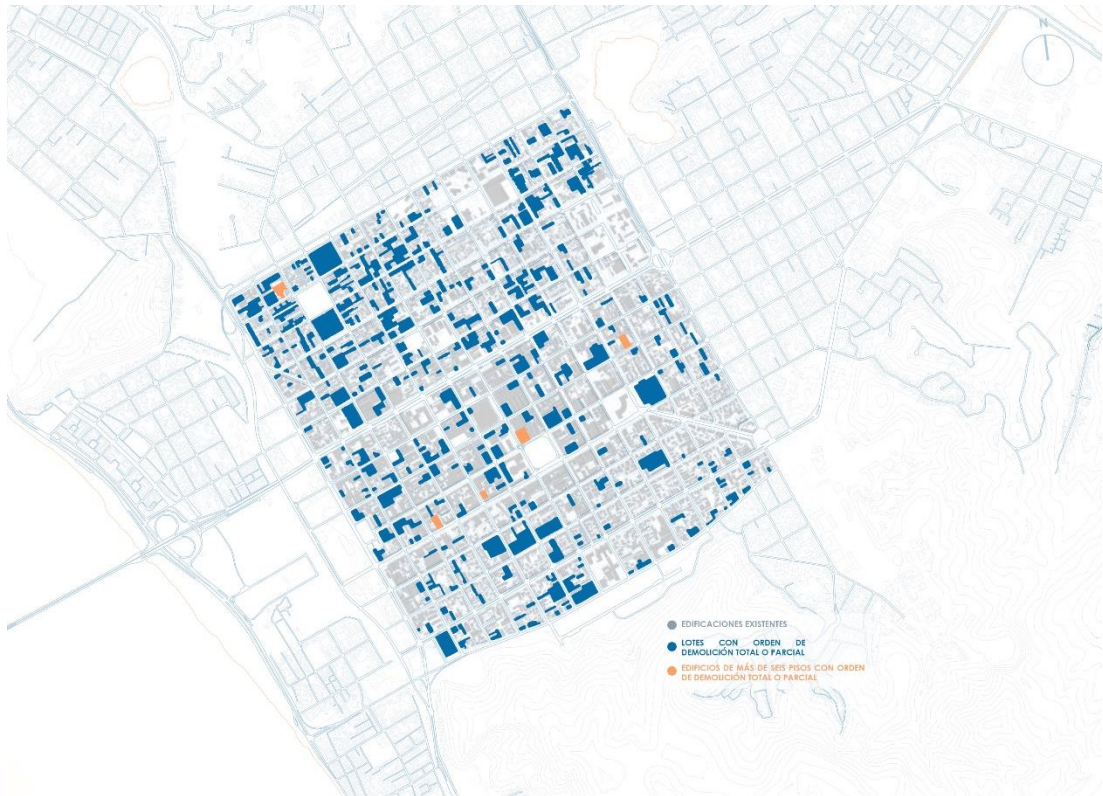 N
EDIFICACIONES EXISTENTES
LOTES CON ORDEN DE
DEMOLICIÓN TOTAL O PARCIAL
EDIFICIOS DE MÁS DE SEIS PISOS CON ORDEN
DE DEMOLICIÓN TOTAL O PARCIAL